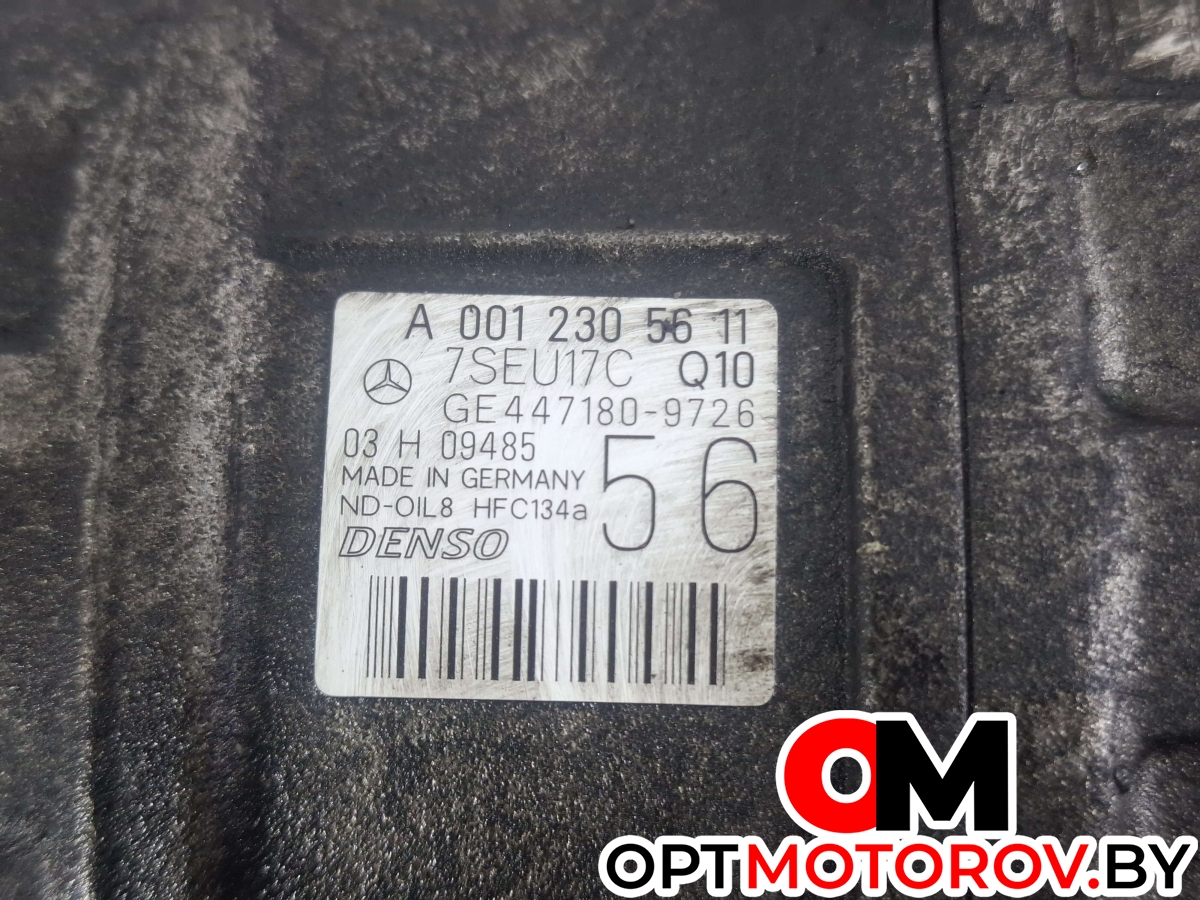 A 001 230 56 11
7SEU17C Q10
GE447180-9726
03 H 09485
MADE IN GERMANY
ND-OIL8 HFC134a
56
DENSO
OM
OPTMOTOROV.BY